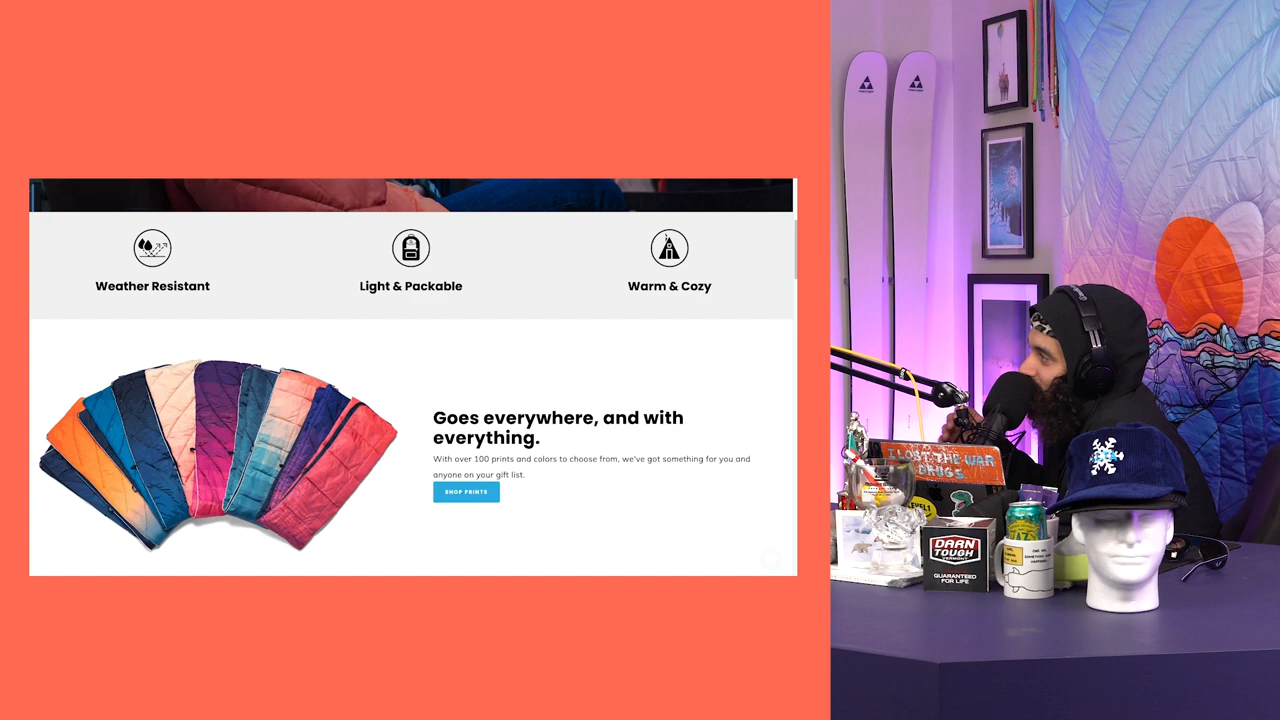 Weather Resistant
Light & Packable
Warm & Cozy
Goes everywhere, and with
everything.
With over 100 prints and colors to choose from, we've got something for you and
anyone on your gift list.
SHOP PRINTS
I LOST THE WAR
DRUGS.
LEVEL1
DARN
TOUGH
VERMONT
GUARANTEED
FOR LIFE